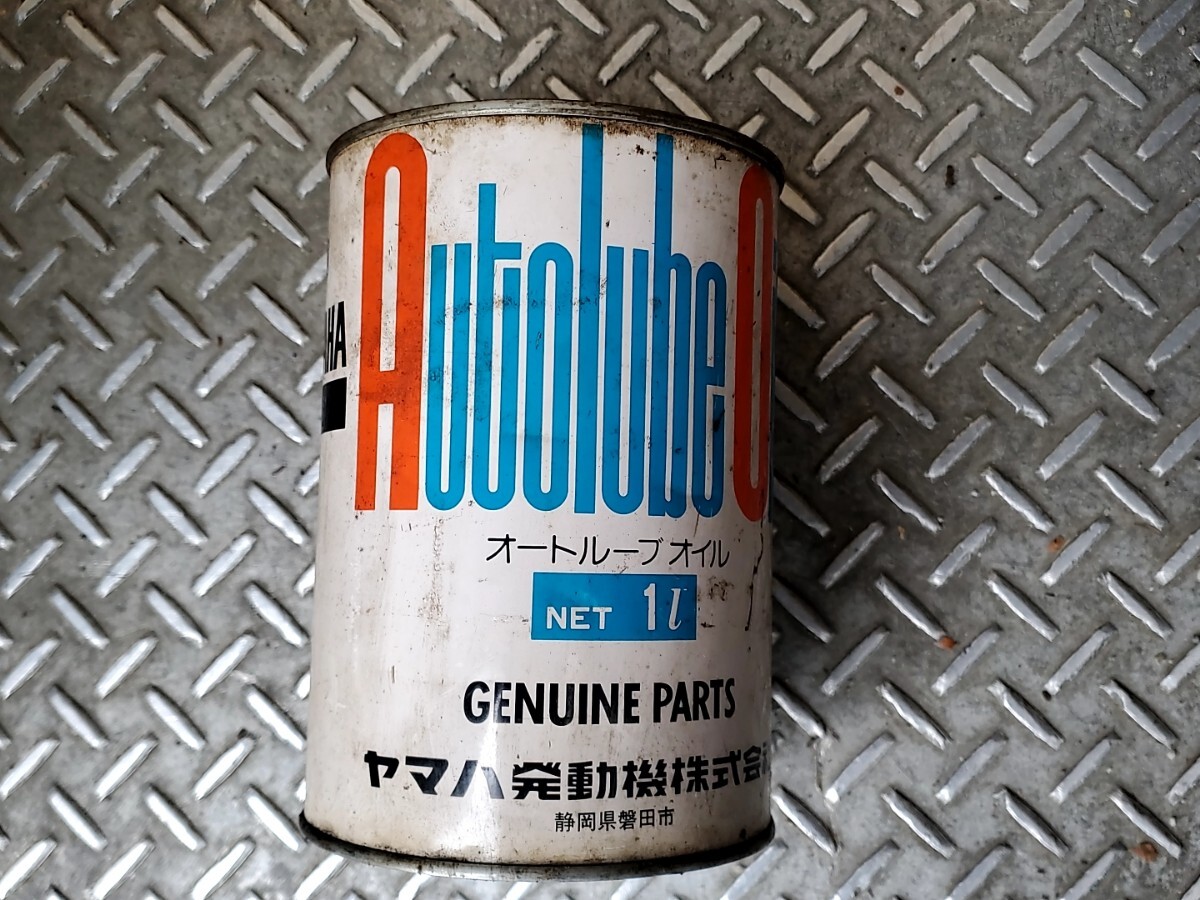 Autolube O
オートルーブオイル
NET 1l
GENUINE PARTS
ヤマハ発動機株式会
静岡県磐田市